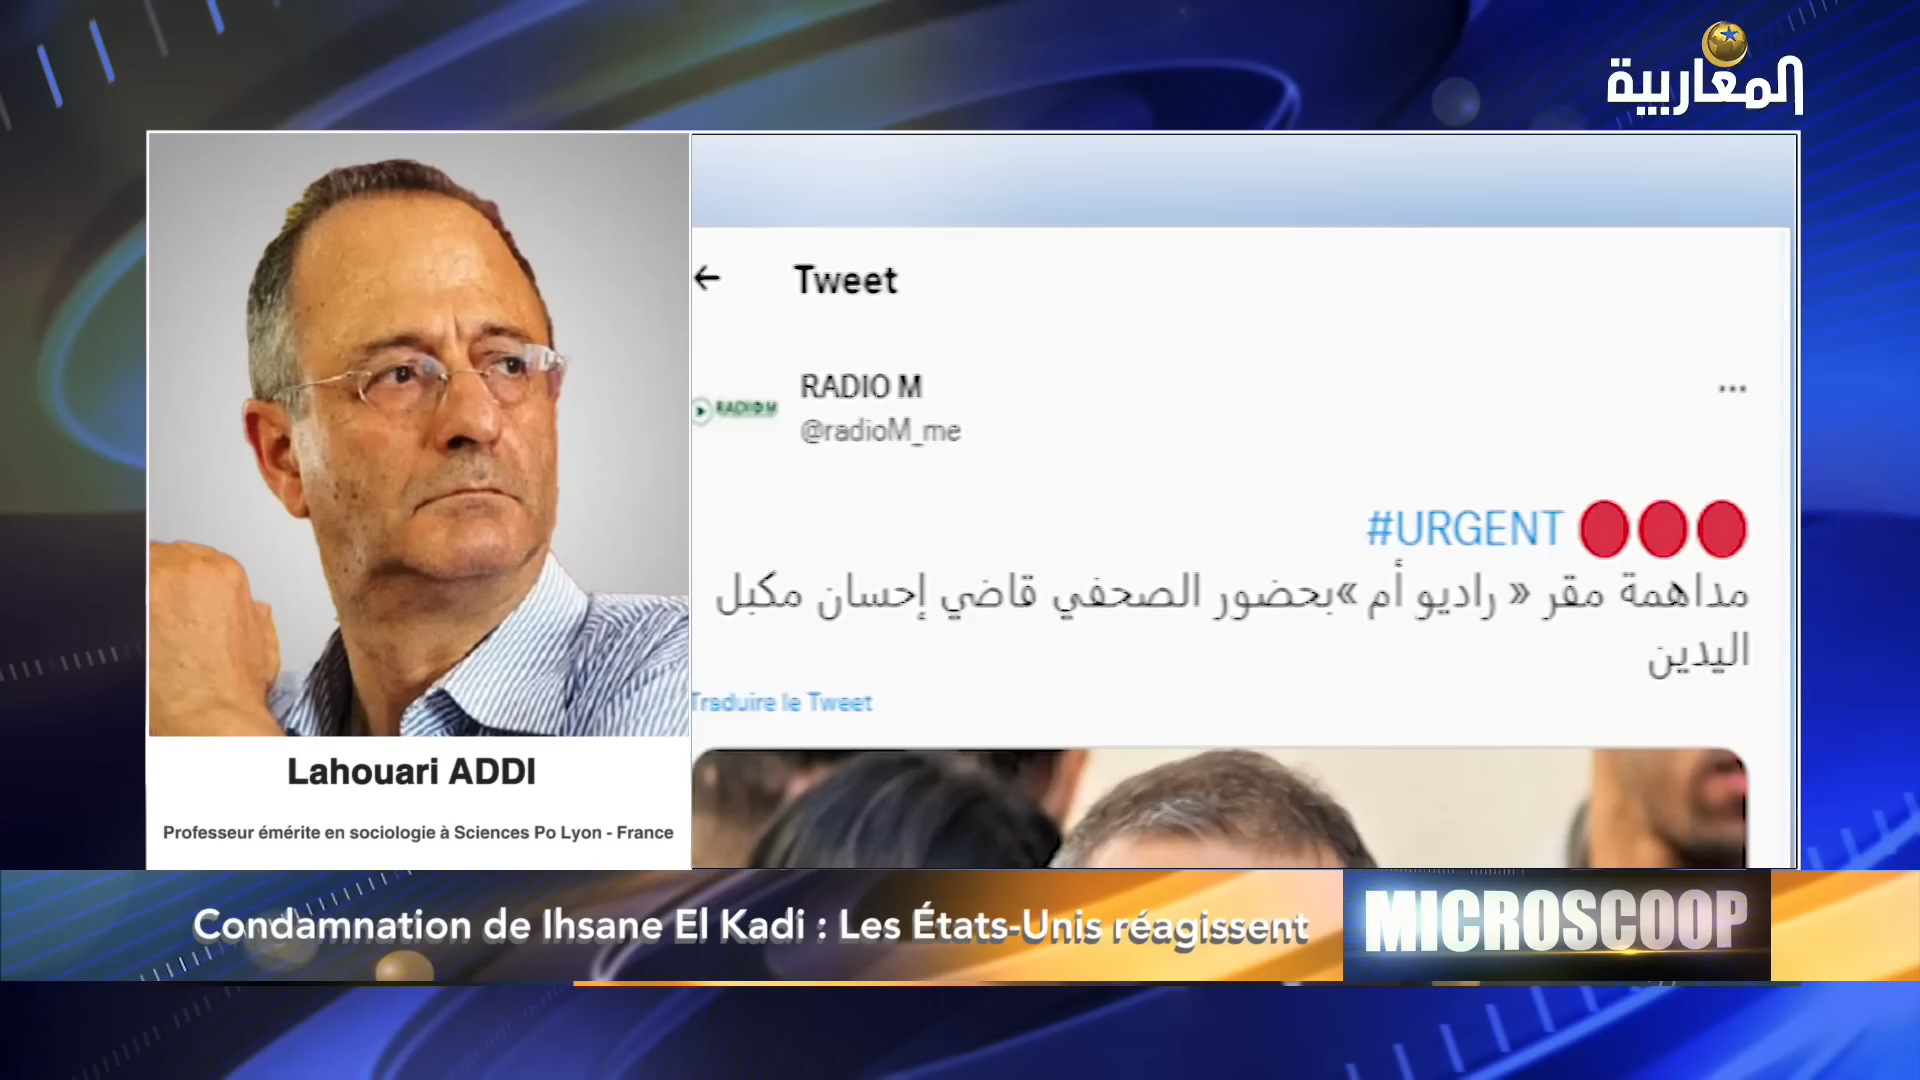 المغاربية
Tweet
RADIO M
RADIO M
@radioM_me
#URGENT
مداهمة مقر « راديو أم »بحضور الصحفي قاضي إحسان مكبل
اليدين
Traduire le Tweet
Lahouari ADDI
Professeur émérite en sociologie à Sciences Po Lyon - France
Condamnation de Ihsane El Kadi : Les États-Unis réagissent
MICROSCOOP